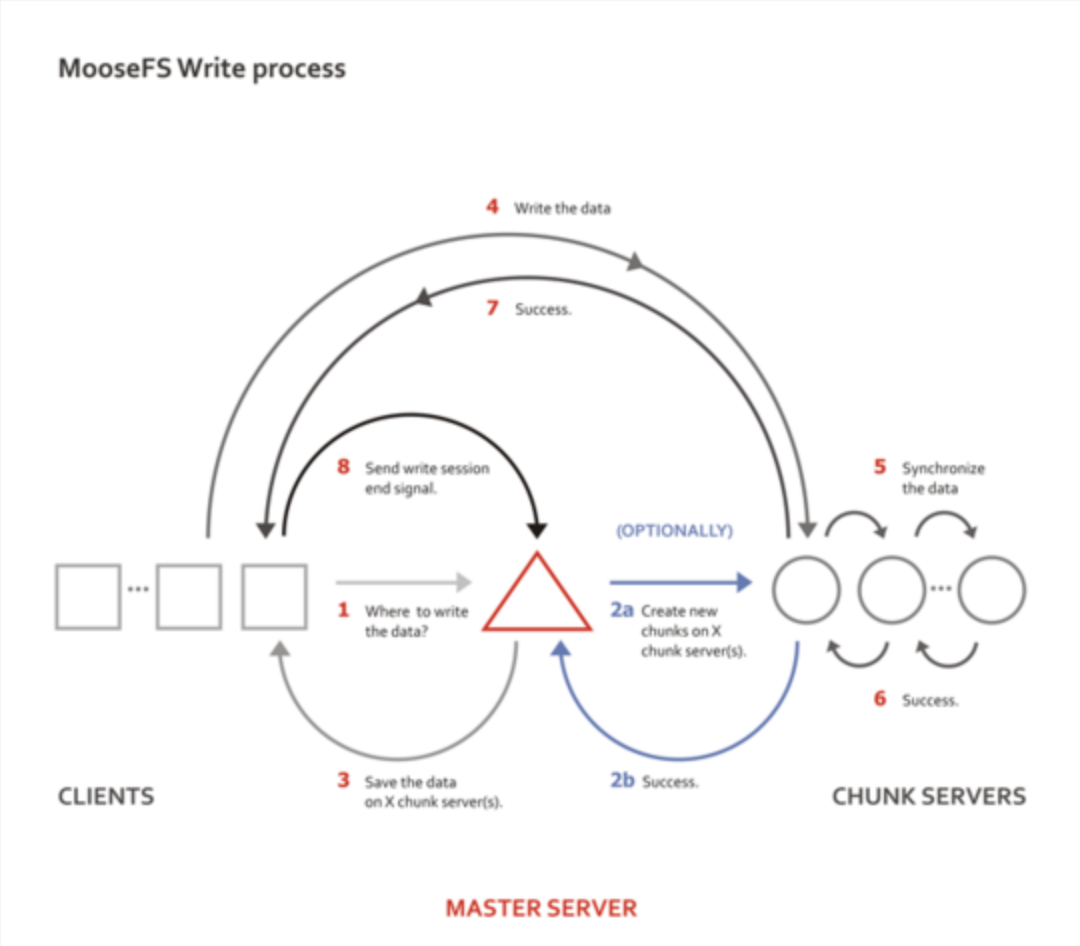 MooseFS Write process
4 Write the data
7 Success.
8 Send write session
end signal.
5 Synchronize
the data
(OPTIONALLY)
...
...
1 Where to write
the data?
2a Create new
chunks on X
chunk server(s).
6 Success.
3 Save the data
on X chunk server(s).
2b Success.
CLIENTS
CHUNK SERVERS
MASTER SERVER